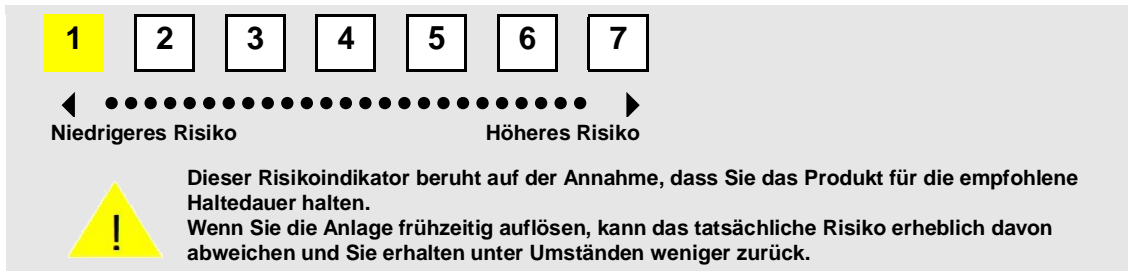 1 2 3 4 5 6 7
Niedrigeres Risiko Höheres Risiko
Dieser Risikoindikator beruht auf der Annahme, dass Sie das Produkt für die empfohlene
Haltedauer halten.
! Wenn Sie die Anlage frühzeitig auflösen, kann das tatsächliche Risiko erheblich davon
abweichen und Sie erhalten unter Umständen weniger zurück.